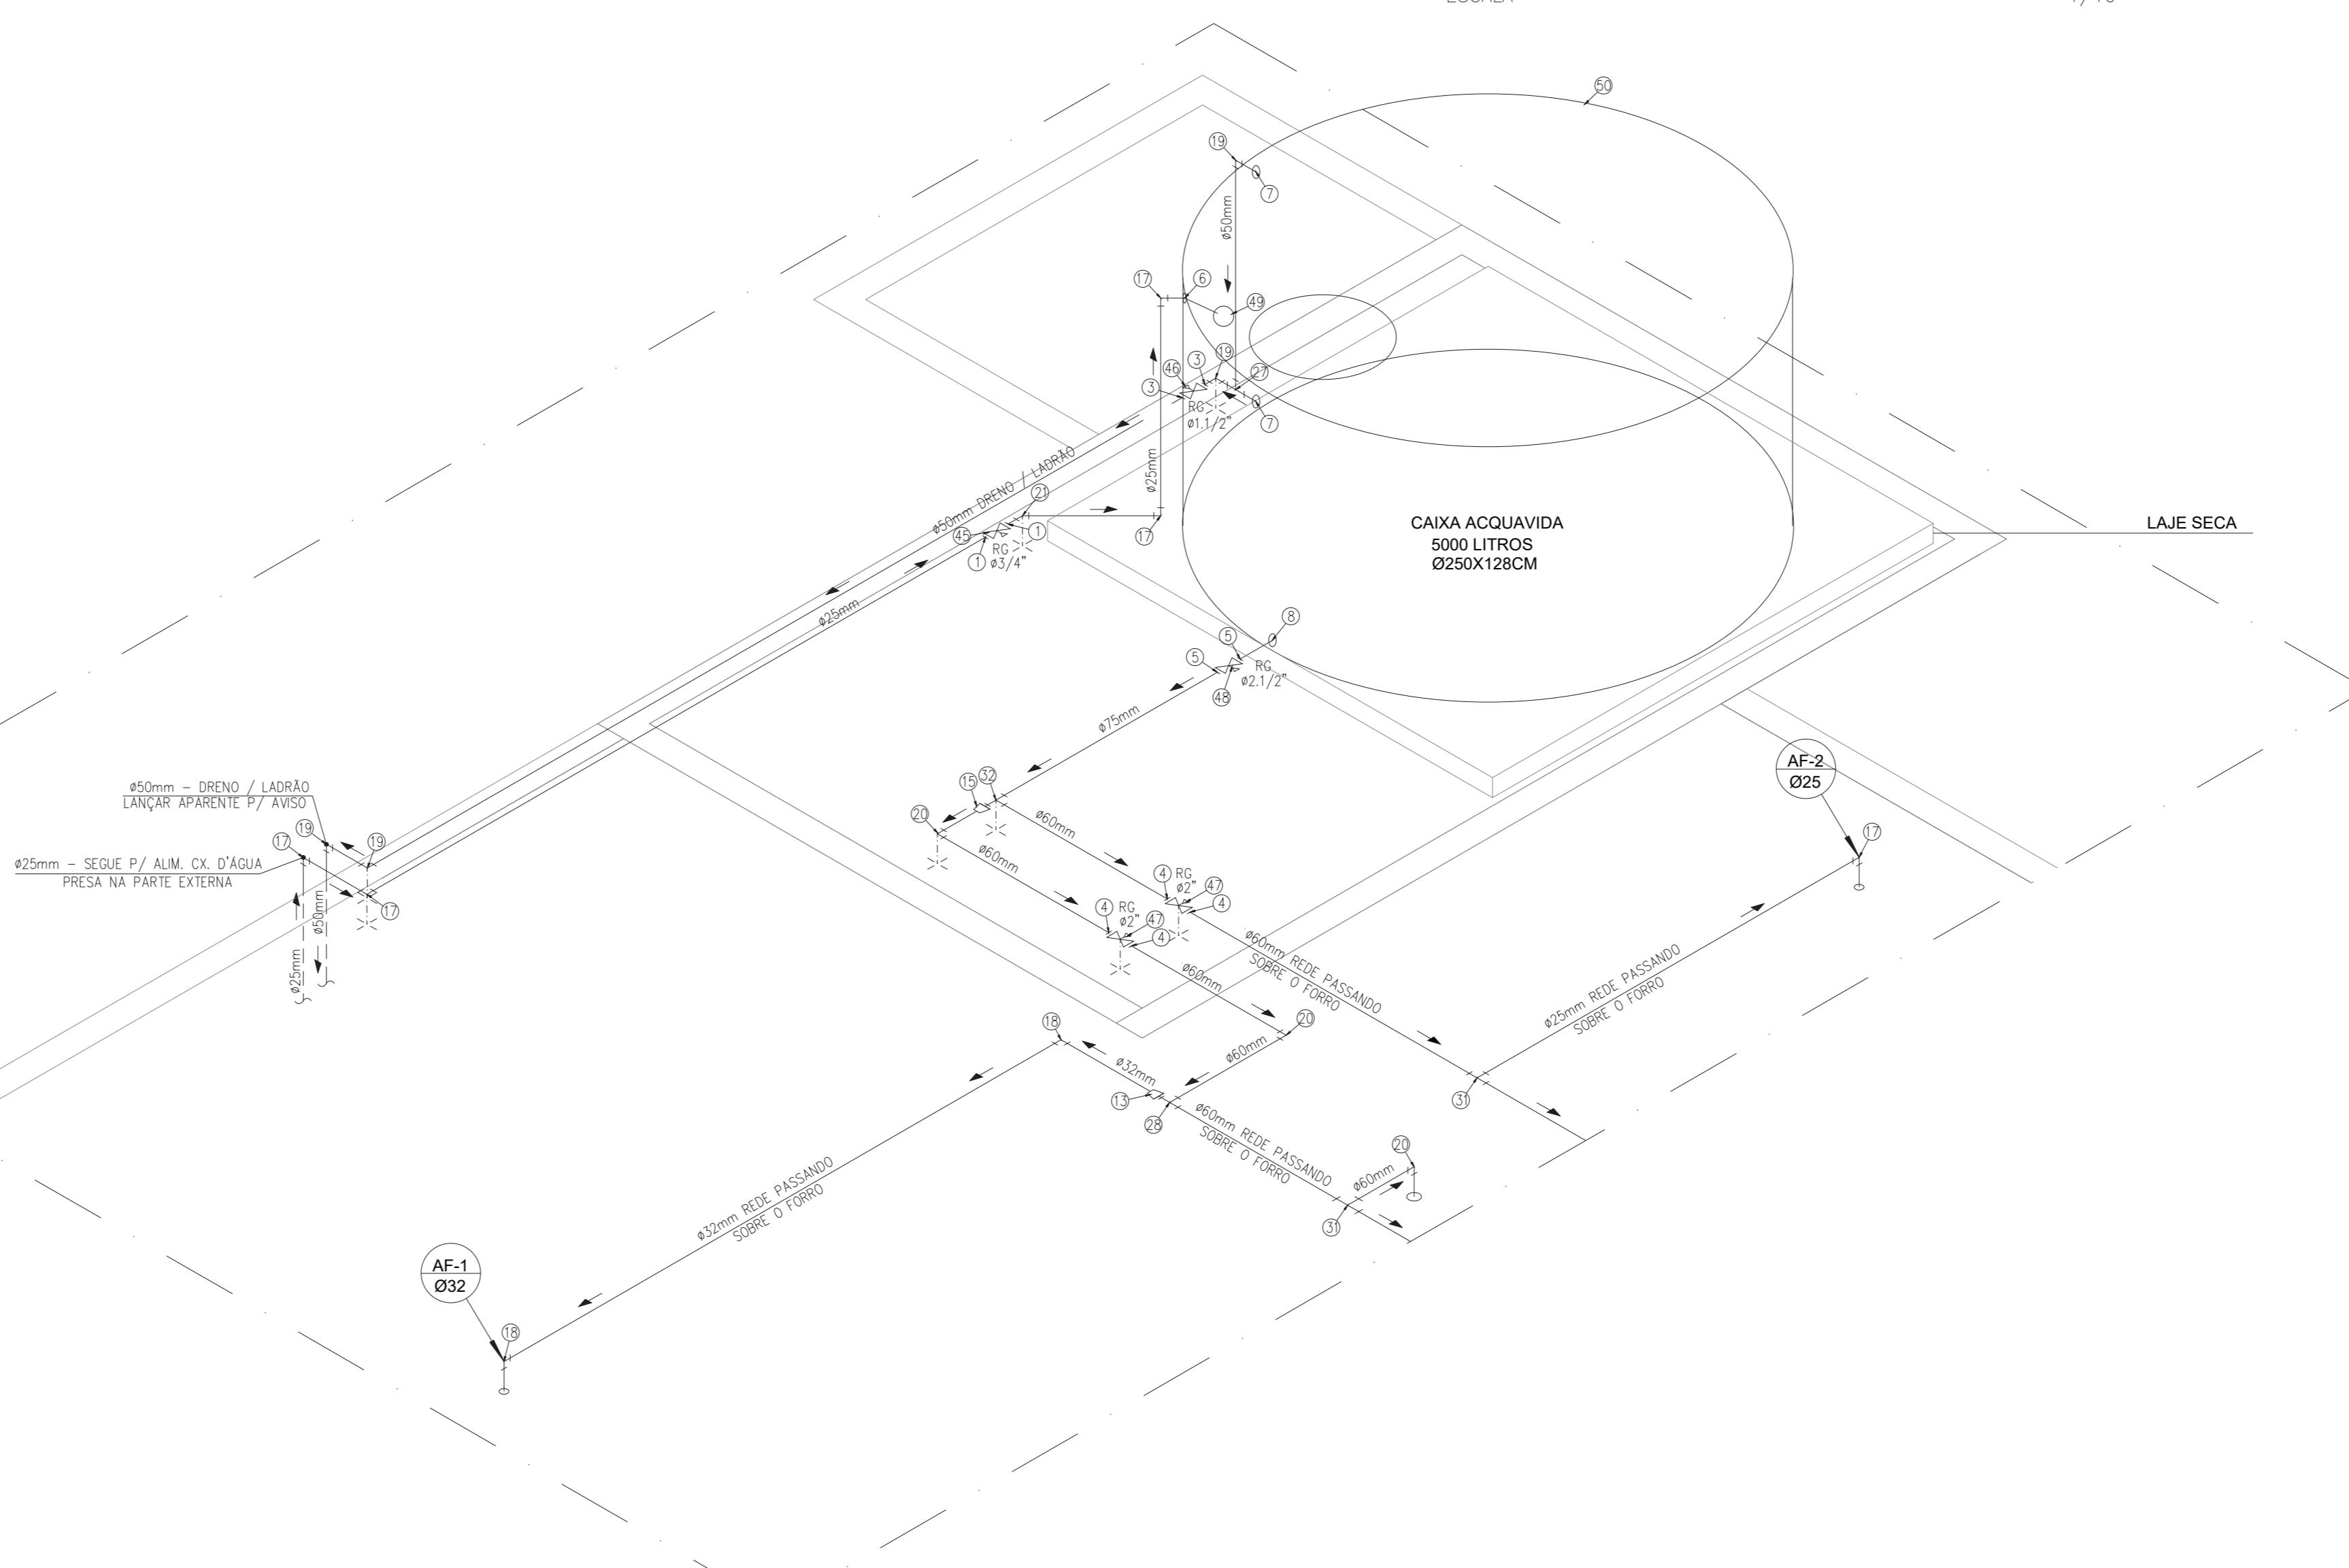 50
19
7
ø50mm
17
6
49
19
3
46
27
3
RG
ø1.1/2"
7
ø25mm
ø50mm DRENO / LADRÃO
21
45
1
17
RG
1
ø3/4"
CAIXA ACQUAVIDA
5000 LITROS
Ø250X128CM
LAJE SECA
ø25mm
8
5
5
RG
ø2.1/2"
48
ø75mm
AF-2
Ø25
17
15
32
20
ø60mm
ø60mm
ø50mm - DRENO / LADRÃO
LANÇAR APARENTE P/ AVISO
19
17
19
ø25mm - SEGUE P/ ALIM. CX. D'ÁGUA
PRESA NA PARTE EXTERNA
17
ø50mm
ø25mm
4
RG
ø2"
47
4
4
RG
ø2"
47
4
ø60mm REDE PASSANDO
SOBRE O FORRO
ø60mm
ø25mm REDE PASSANDO
SOBRE O FORRO
18
20
ø60mm
ø32mm
13
28
31
ø60mm REDE PASSANDO
SOBRE O FORRO
20
ø60mm
31
ø32mm REDE PASSANDO
SOBRE O FORRO
AF-1
Ø32
18